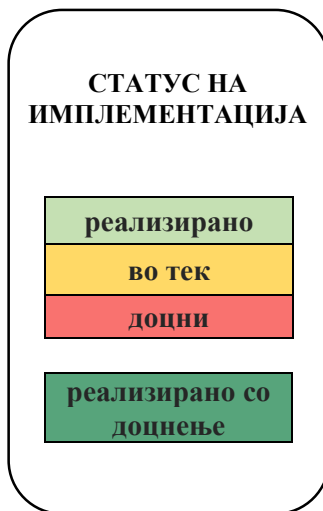 СТАТУС НА
ИМПЛЕМЕНТАЦИЈА
реализирано
во тек
доцни
реализирано со
доцнење